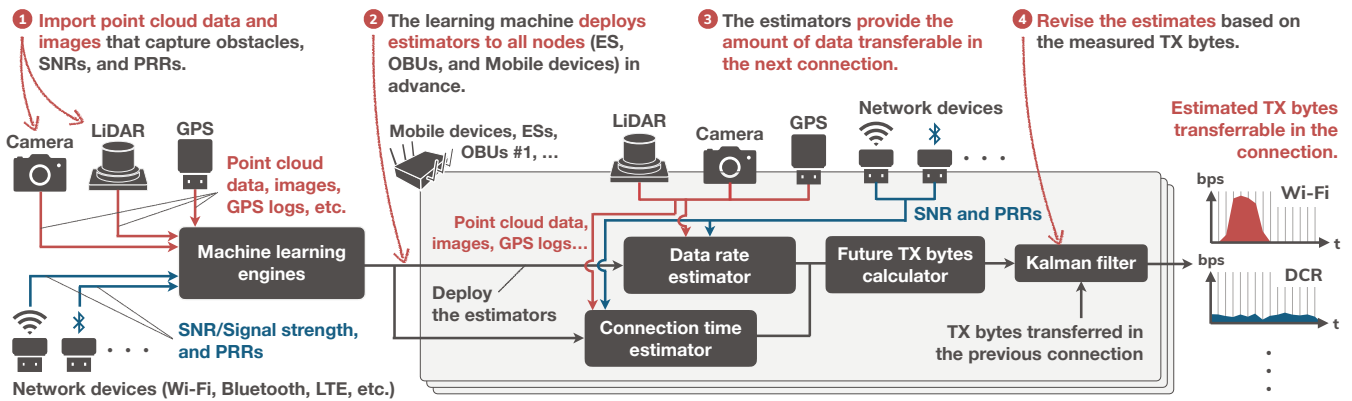 1 Import point cloud data and
images that capture obstacles,
SNRs, and PRRs.
2 The learning machine deploys
estimators to all nodes (ES,
OBUs, and Mobile devices) in
advance.
3 The estimators provide the
amount of data transferable in
the next connection.
4 Revise the estimates based on
the measured TX bytes.
Camera
LiDAR
GPS
Point cloud
data, images,
GPS logs, etc.
Machine learning
engines
SNR/Signal strength,
and PRRs
Network devices (Wi-Fi, Bluetooth, LTE, etc.)
Mobile devices, ESs,
OBUs #1, ...
LiDAR
Camera
GPS
Network devices
Point cloud data,
images, GPS logs...
SNR and PRRs
Data rate
estimator
Deploy
the estimators
Connection time
estimator
Future TX bytes
calculator
Kalman filter
TX bytes transferred in
the previous connection
Estimated TX bytes
transferrable in the
connection.
bps
Wi-Fi
t
bps
DCR
t